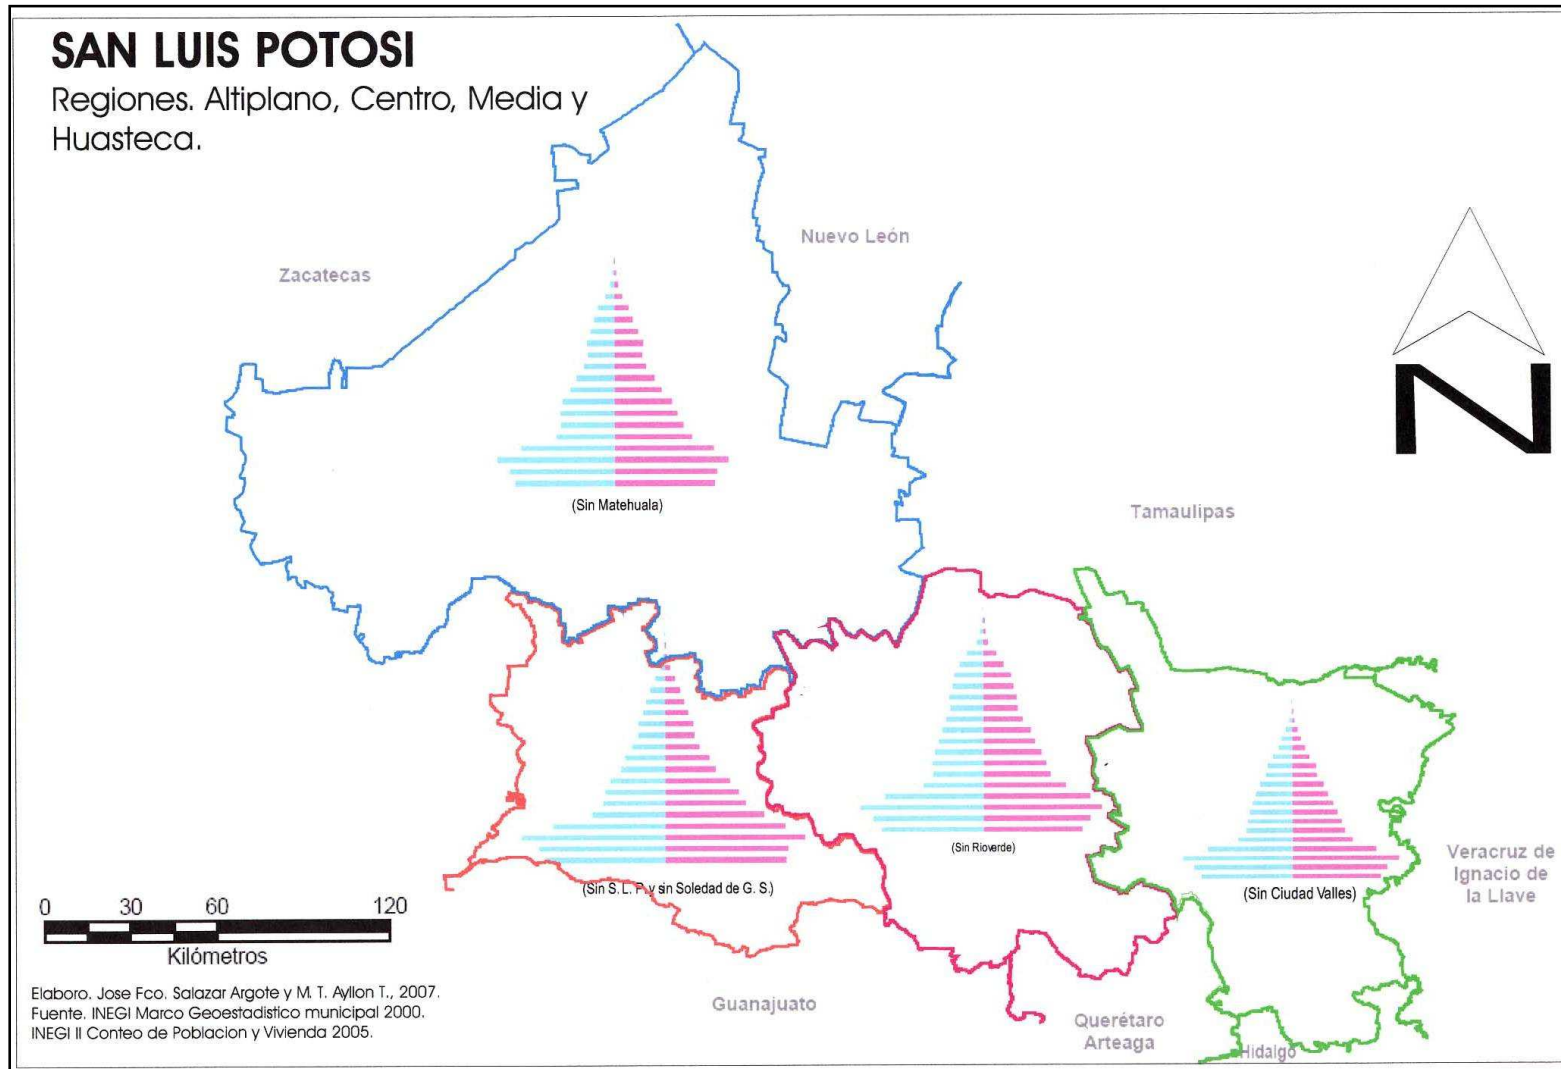 SAN LUIS POTOSI
Regiones. Altiplano, Centro, Media y
Huasteca.
Nuevo León
Zacatecas
N
(Sin Matehuala)
Tamaulipas
(Sin Rioverde)
(Sin S. L. P. y sin Soledad de G. S.)
(Sin Ciudad Valles)
Veracruz de
Ignacio de
la Llave
0 30 60 120
Kilómetros
Elaboro. Jose Fco. Salazar Argote y M. T. Ayllon T., 2007.
Fuente. INEGI Marco Geoestadistico municipal 2000.
INEGI II Conteo de Poblacion y Vivienda 2005.
Guanajuato
Querétaro
Arteaga
Hidalgo